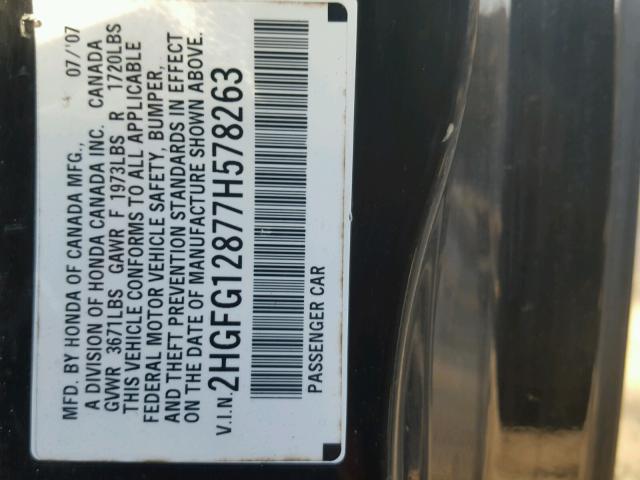 MFD. BY HONDA OF CANADA MFG., 07/'07
A DIVISION OF HONDA CANADA INC. CANADA
GVWR 3671LBS GAWR F 1973LBS R 1720LBS
THIS VEHICLE CONFORMS TO ALL APPLICABLE
FEDERAL MOTOR VEHICLE SAFETY, BUMPER,
AND THEFT PREVENTION STANDARDS IN EFFECT
ON THE DATE OF MANUFACTURE SHOWN ABOVE.
V.I.N. 2HGFG12877H578263
PASSENGER CAR